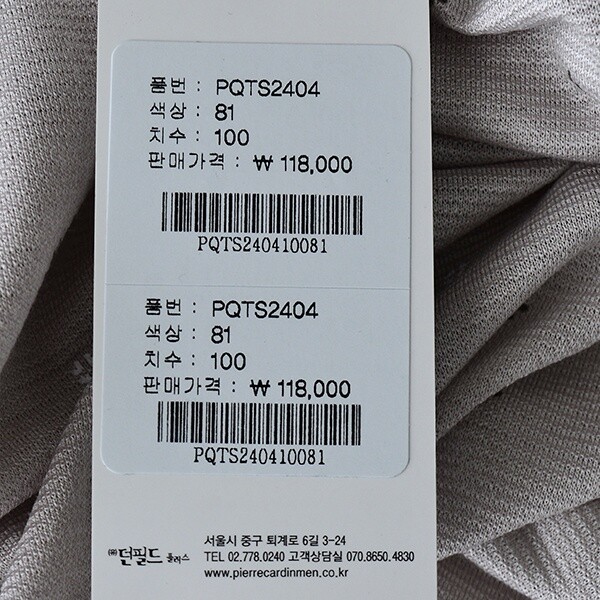 품번 : PQTS2404
색상 : 81
치수 : 100
판매가격 : ₩ 118,000
PQTS240410081
품번 : PQTS2404
색상 : 81
치수 : 100
판매가격 : ₩ 118,000
PQTS240410081
서울시 중구 퇴계로 6길 3-24
㈜던필드 플러스 TEL 02.778.0240 고객상담실 070.8650.4830
www.pierrecardinmen.co.kr